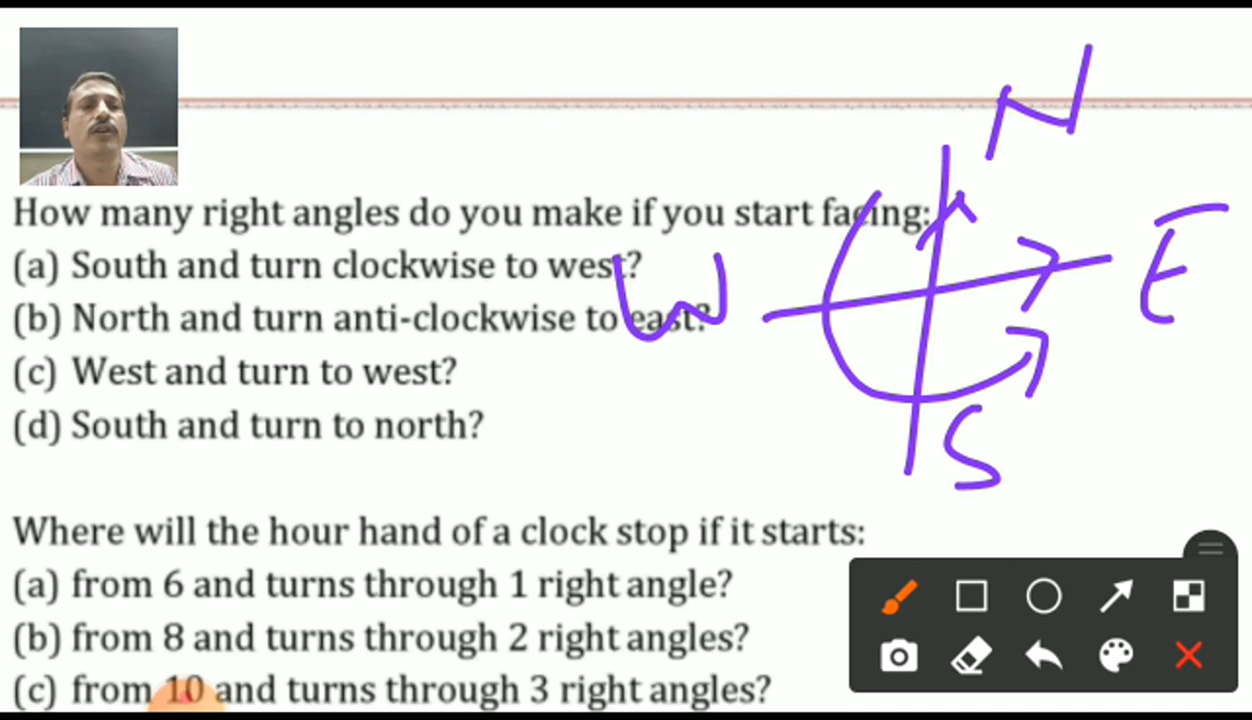 N
How many right angles do you make if you start facing:
(a) South and turn clockwise to west?
W
E
(b) North and turn anti-clockwise to east?
(c) West and turn to west?
(d) South and turn to north?
S
Where will the hour hand of a clock stop if it starts:
(a) from 6 and turns through 1 right angle?
(b) from 8 and turns through 2 right angles?
(c) from 10 and turns through 3 right angles?